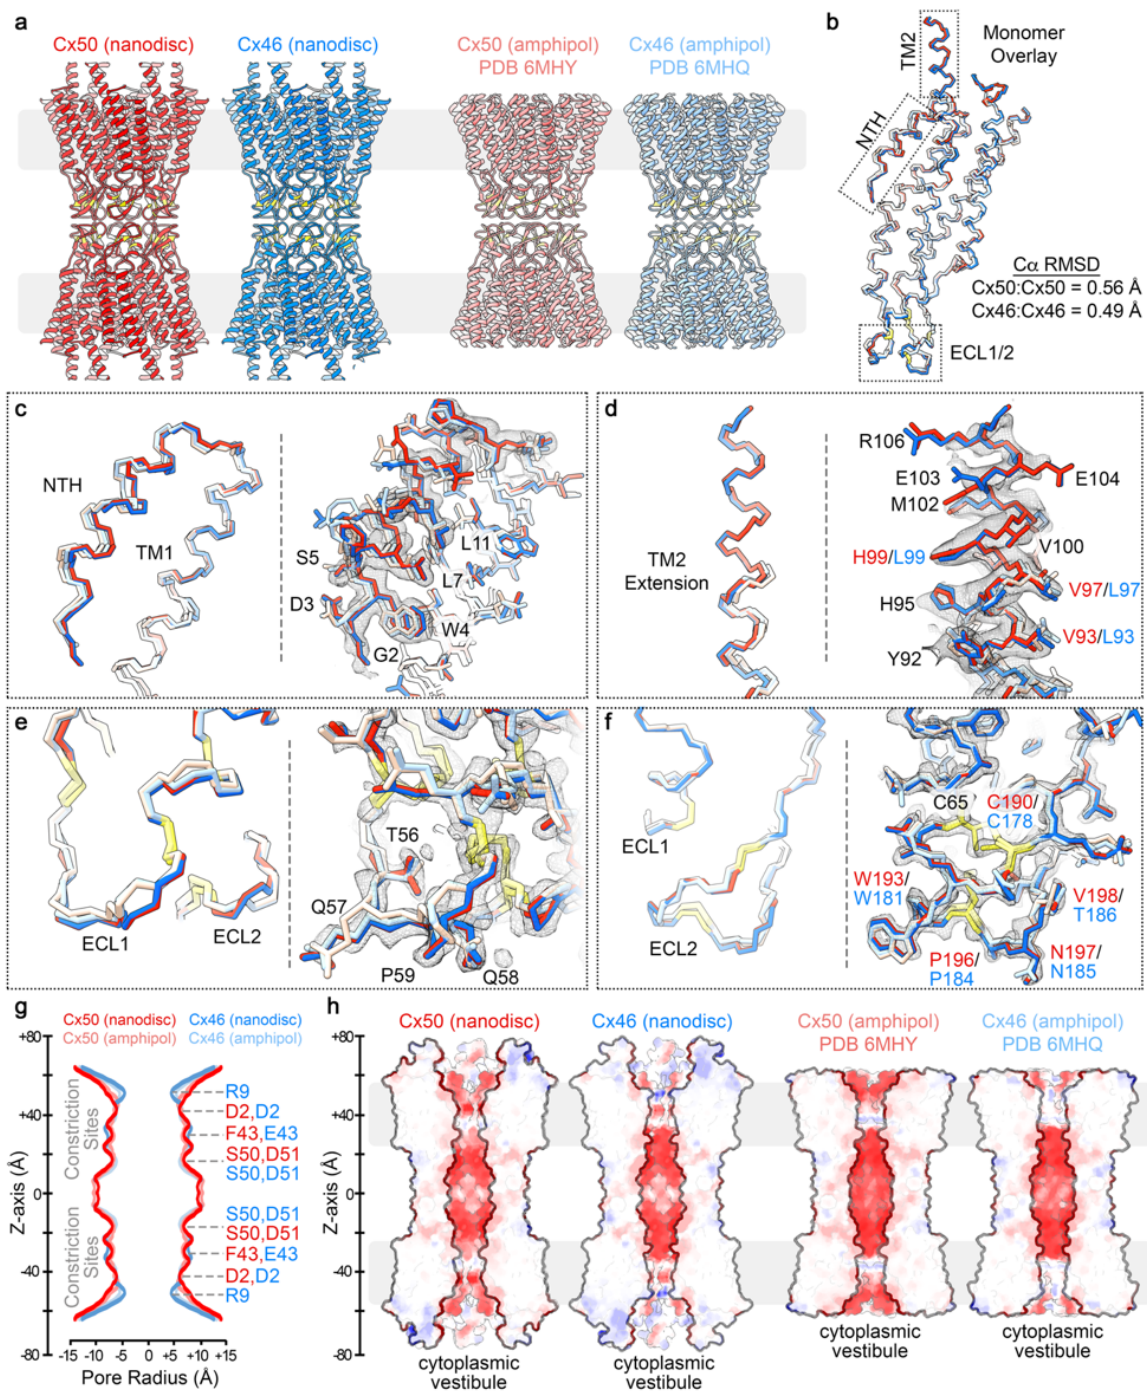 a
Cx50 (nanodisc)
Cx46 (nanodisc)
Cx50 (amphipol)
PDB 6MHY
Cx46 (amphipol)
PDB 6MHQ
b
TM2
Monomer
Overlay
NTH
Cα RMSD
Cx50:Cx50 = 0.56 Å
Cx46:Cx46 = 0.49 Å
ECL1/2
c
NTH
TM1
S5
D3
G2
L11
L7
W4
d
TM2
Extension
R106
E103
M102
E104
V100
H99/L99
H95
V97/L97
V93/L93
Y92
e
ECL1
ECL2
T56
Q57
P59
Q58
f
ECL1
ECL2
C65
C190/
C178
W193/
W181
V198/
T186
P196/
P184
N197/
N185
g
Cx50 (nanodisc)
Cx50 (amphipol)
Cx46 (nanodisc)
Cx46 (amphipol)
+80
+40
0
-40
-80
Z-axis (Å)
Constriction
Sites
Constriction
Sites
R9
D2,D2
F43,E43
S50,D51
S50,D51
S50,D51
S50,D51
F43,E43
D2,D2
R9
-15 -10 -5 0 +5 +10 +15
Pore Radius (Å)
h
Cx50 (nanodisc)
Cx46 (nanodisc)
Cx50 (amphipol)
PDB 6MHY
Cx46 (amphipol)
PDB 6MHQ
+80
+40
0
-40
-80
Z-axis (Å)
cytoplasmic
vestibule
cytoplasmic
vestibule
cytoplasmic
vestibule
cytoplasmic
vestibule